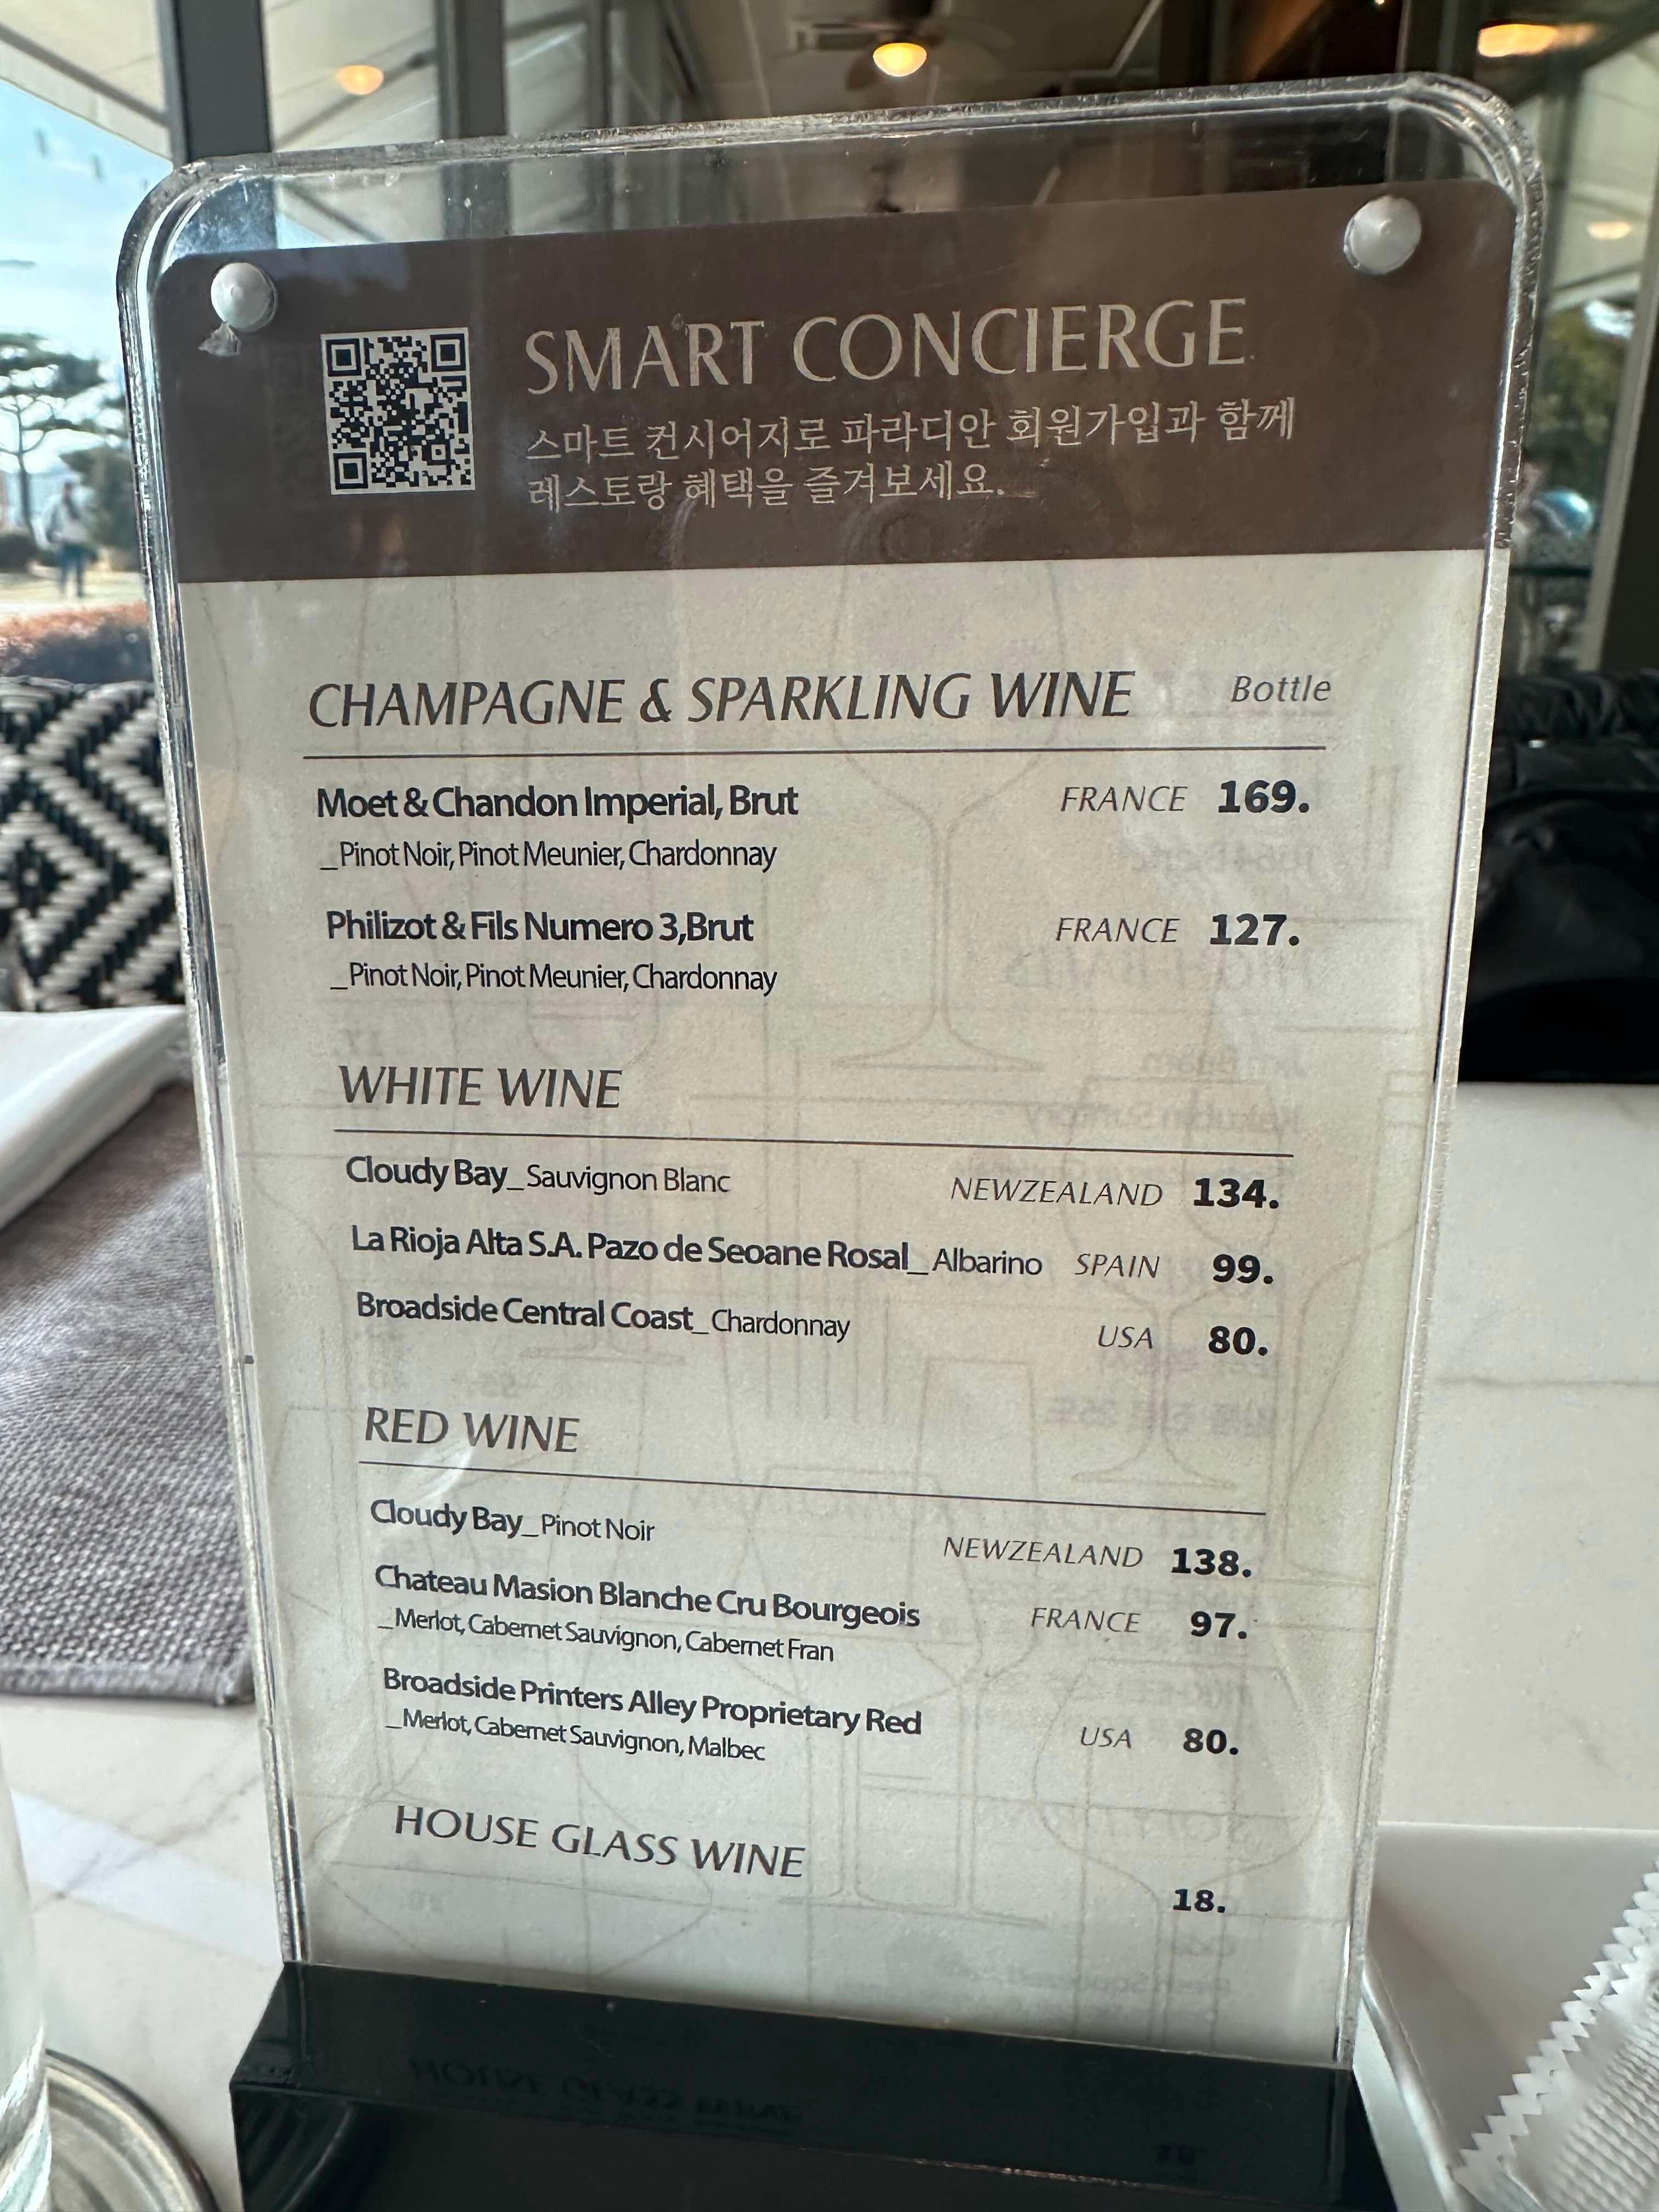 SMART CONCIERGE
스마트 컨시어지로 파라디안 회원가입과 함께
레스토랑 혜택을 즐겨보세요.
CHAMPAGNE & SPARKLING WINE Bottle
Moet & Chandon Imperial, Brut FRANCE 169.
_Pinot Noir, Pinot Meunier, Chardonnay
Philizot & Fils Numero 3,Brut FRANCE 127.
_Pinot Noir, Pinot Meunier, Chardonnay
WHITE WINE
Cloudy Bay_Sauvignon Blanc NEWZEALAND 134.
La Rioja Alta S.A. Pazo de Seoane Rosal_Albarino SPAIN 99.
Broadside Central Coast_Chardonnay USA 80.
RED WINE
Cloudy Bay_Pinot Noir NEWZEALAND 138.
Chateau Masion Blanche Cru Bourgeois FRANCE 97.
_Merlot, Cabernet Sauvignon, Cabernet Fran
Broadside Printers Alley Proprietary Red USA 80.
_Merlot, Cabernet Sauvignon, Malbec
HOUSE GLASS WINE 18.